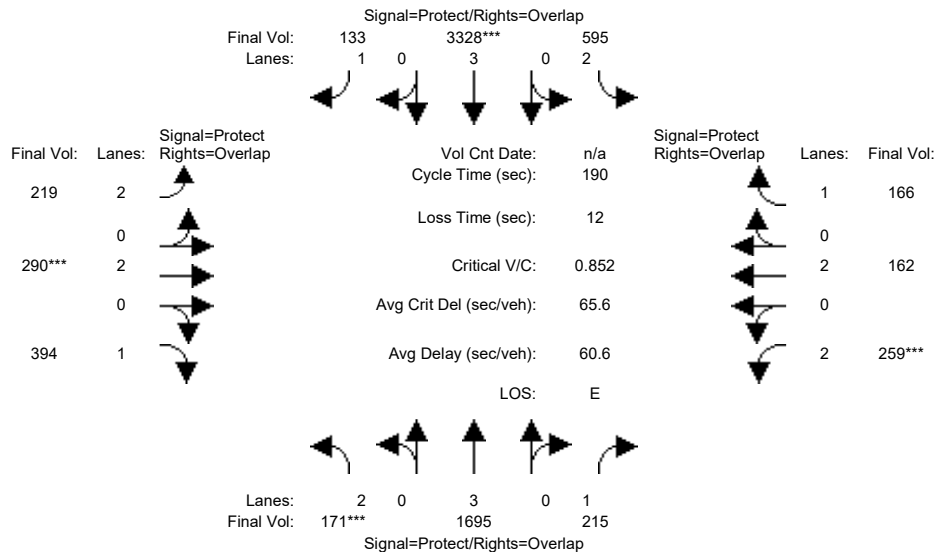 Signal=Protect/Rights=Overlap
Final Vol: 133 3328*** 595
Lanes: 1 0 3 0 2
Signal=Protect
Final Vol: Lanes: Rights=Overlap
Vol Cnt Date: n/a
Signal=Protect
Rights=Overlap Lanes: Final Vol:
Cycle Time (sec): 190
219 2
1 166
Loss Time (sec): 12
0
0
290*** 2
Critical V/C: 0.852
2 162
0
Avg Crit Del (sec/veh): 65.6
0
394 1
Avg Delay (sec/veh): 60.6
2 259***
LOS: E
Lanes: 2 0 3 0 1
Final Vol: 171*** 1695 215
Signal=Protect/Rights=Overlap